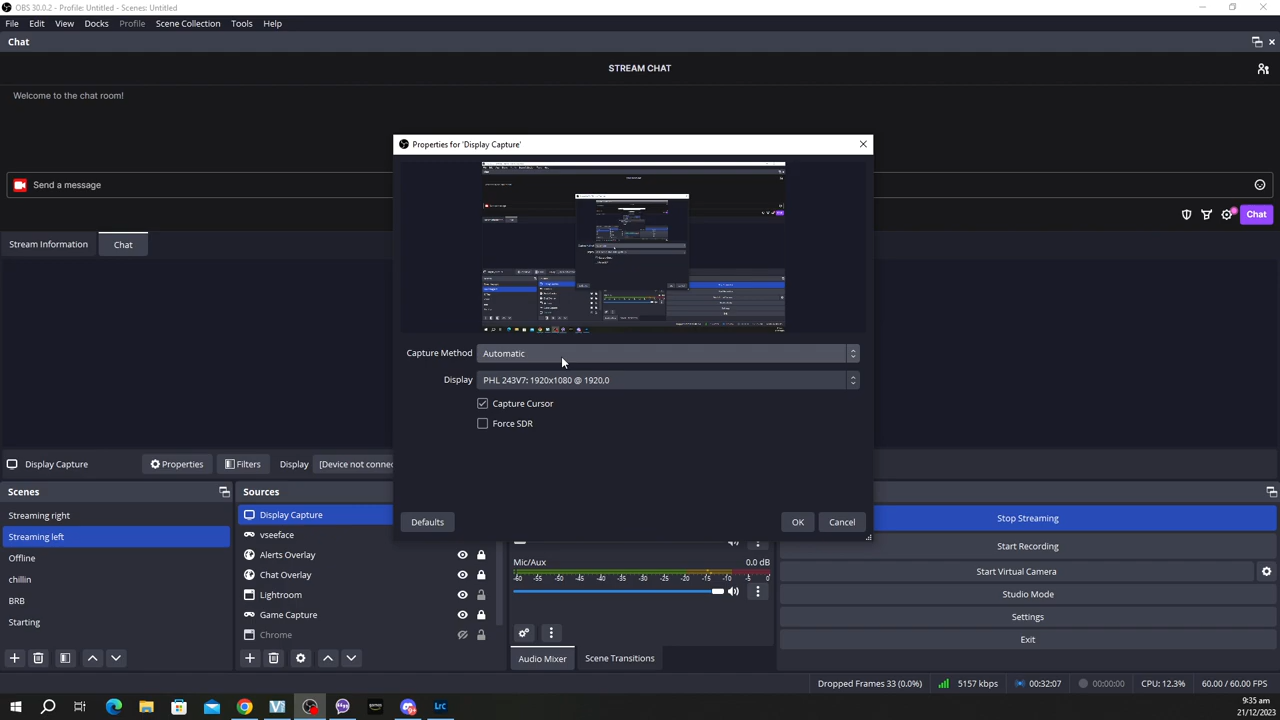 OBS 30.0.2 - Profile: Untitled - Scenes: Untitled
File Edit View Docks Profile Scene Collection Tools Help
Chat
STREAM CHAT
Welcome to the chat room!
Properties for 'Display Capture'
Send a message
Chat
Stream Information Chat
Capture Method Automatic
Display PHL 243V7: 1920x1080 @ 1920,0
Capture Cursor
Force SDR
Display Capture Properties Filters Display [Device not connec
Defaults OK Cancel
Scenes
Streaming right
Streaming left
Offline
chillin
BRB
Starting
Sources
Display Capture
vseeface
Alerts Overlay
Chat Overlay
Lightroom
Game Capture
Chrome
Mic/Aux 0.0 dB
-60 -55 -50 -45 -40 -35 -30 -25 -20 -15 -10 -5 0
Audio Mixer Scene Transitions
Stop Streaming
Start Recording
Start Virtual Camera
Studio Mode
Settings
Exit
Dropped Frames 33 (0.0%) 5157 kbps 00:32:07 00:00:00 CPU: 12.3% 60.00 / 60.00 FPS
Lrc
9:35 am
21/12/2023